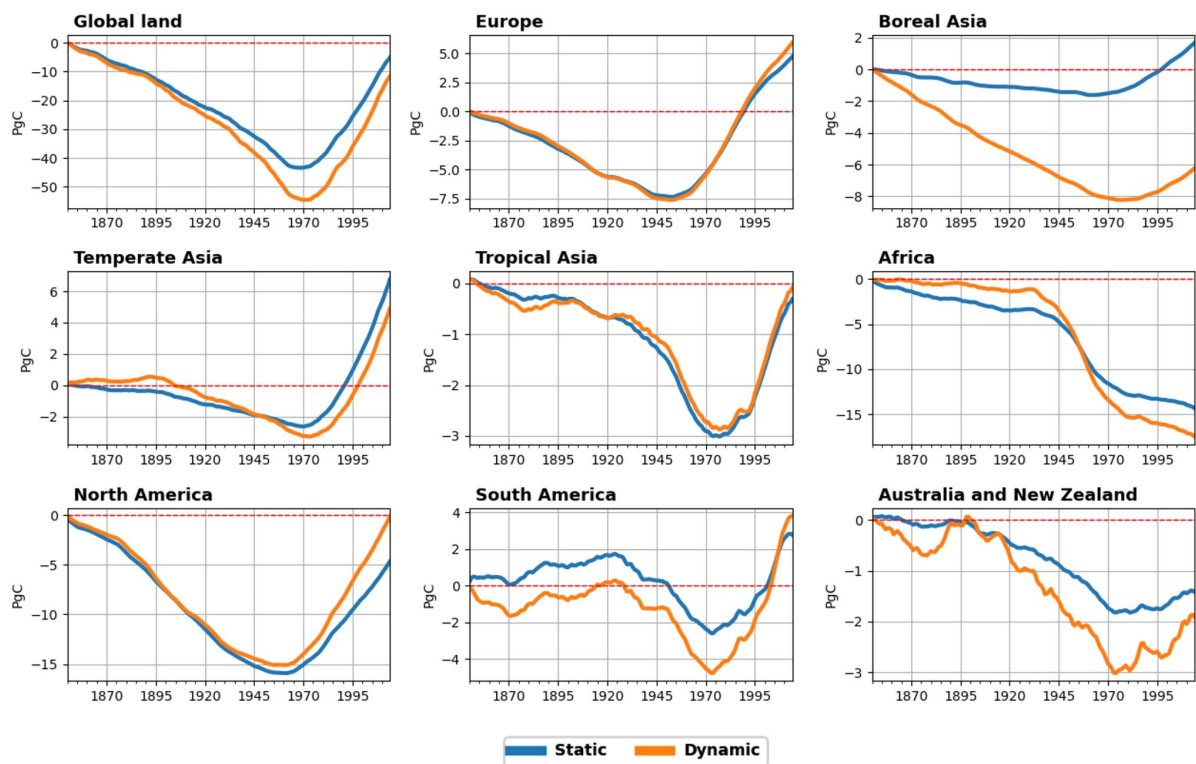 Global land
Europe
Boreal Asia
0
−10
−20
−30
−40
−50
PgC
1870 1895 1920 1945 1970 1995
5.0
2.5
0.0
−2.5
−5.0
−7.5
PgC
1870 1895 1920 1945 1970 1995
2
0
−2
−4
−6
−8
PgC
1870 1895 1920 1945 1970 1995
Temperate Asia
Tropical Asia
Africa
6
4
2
0
−2
PgC
1870 1895 1920 1945 1970 1995
0
−1
−2
−3
PgC
1870 1895 1920 1945 1970 1995
0
−5
−10
−15
PgC
1870 1895 1920 1945 1970 1995
North America
South America
Australia and New Zealand
0
−5
−10
−15
PgC
1870 1895 1920 1945 1970 1995
4
2
0
−2
−4
PgC
1870 1895 1920 1945 1970 1995
0
−1
−2
−3
PgC
1870 1895 1920 1945 1970 1995
Static Dynamic